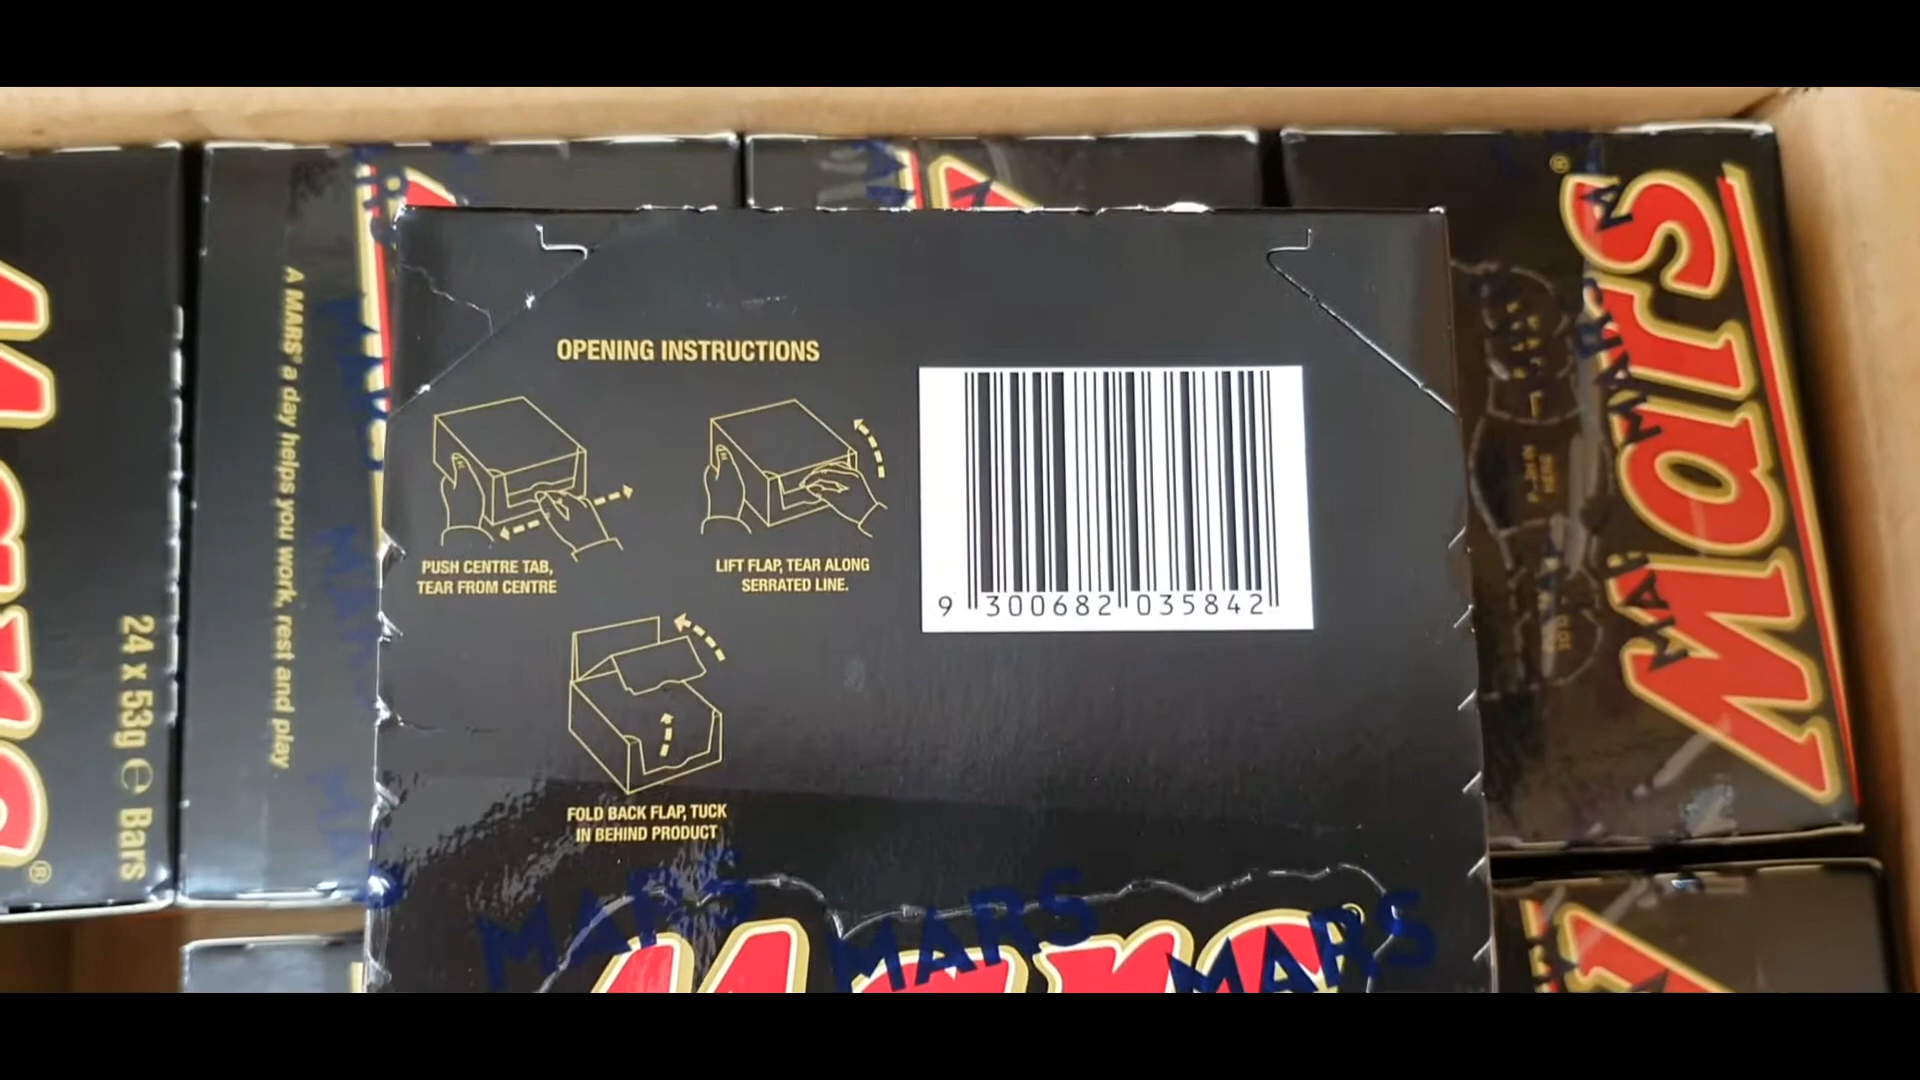 OPENING INSTRUCTIONS
PUSH CENTRE TAB,
TEAR FROM CENTRE
LIFT FLAP, TEAR ALONG
SERRATED LINE.
FOLD BACK FLAP, TUCK
IN BEHIND PRODUCT
9 300682 035842
MARS MARS MARS
Mars®
A MARS® a day helps you work, rest and play.
24 x 53g ℮ Bars